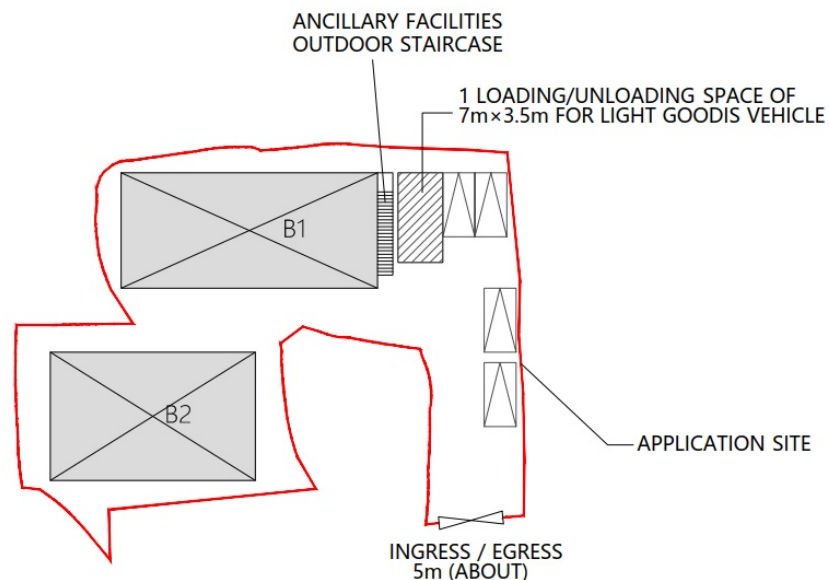 ANCILLARY FACILITIES
OUTDOOR STAIRCASE
1 LOADING/UNLOADING SPACE OF
7m×3.5m FOR LIGHT GOODIS VEHICLE
B1
B2
APPLICATION SITE
INGRESS / EGRESS
5m (ABOUT)